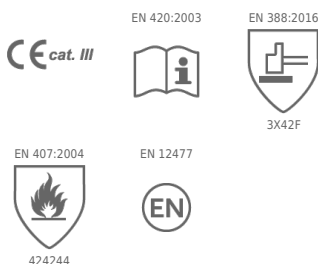 CE cat. III
EN 420:2003
i
EN 388:2016
3X42F
EN 407:2004
424244
EN 12477
EN